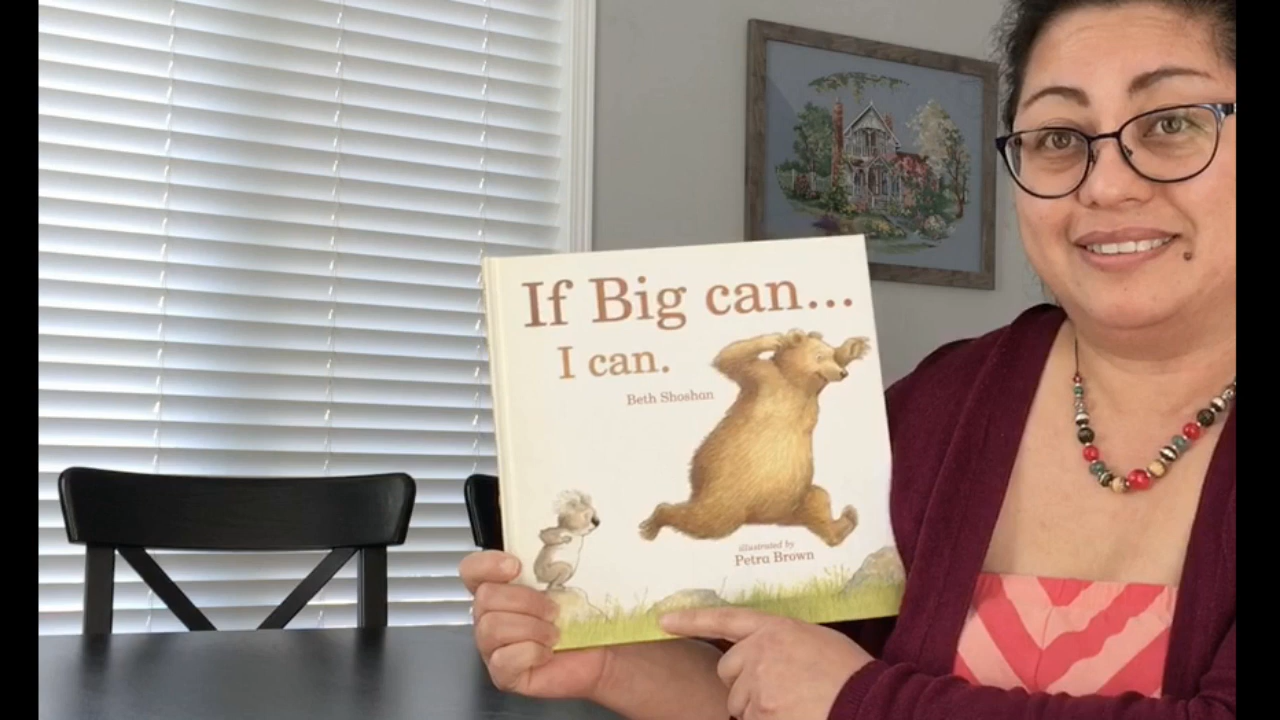 If Big can...
I can.
Beth Shoshan
illustrated by
Petra Brown